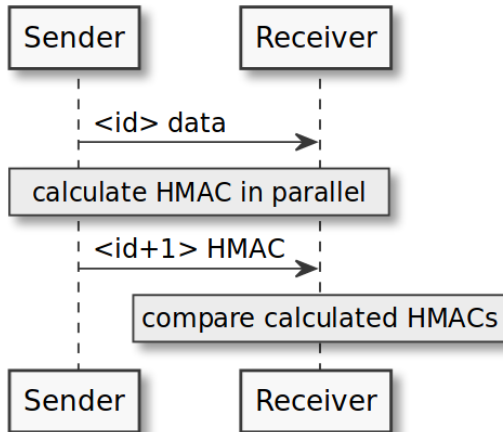 Sender Receiver
<id> data
calculate HMAC in parallel
<id+1> HMAC
compare calculated HMACs
Sender Receiver